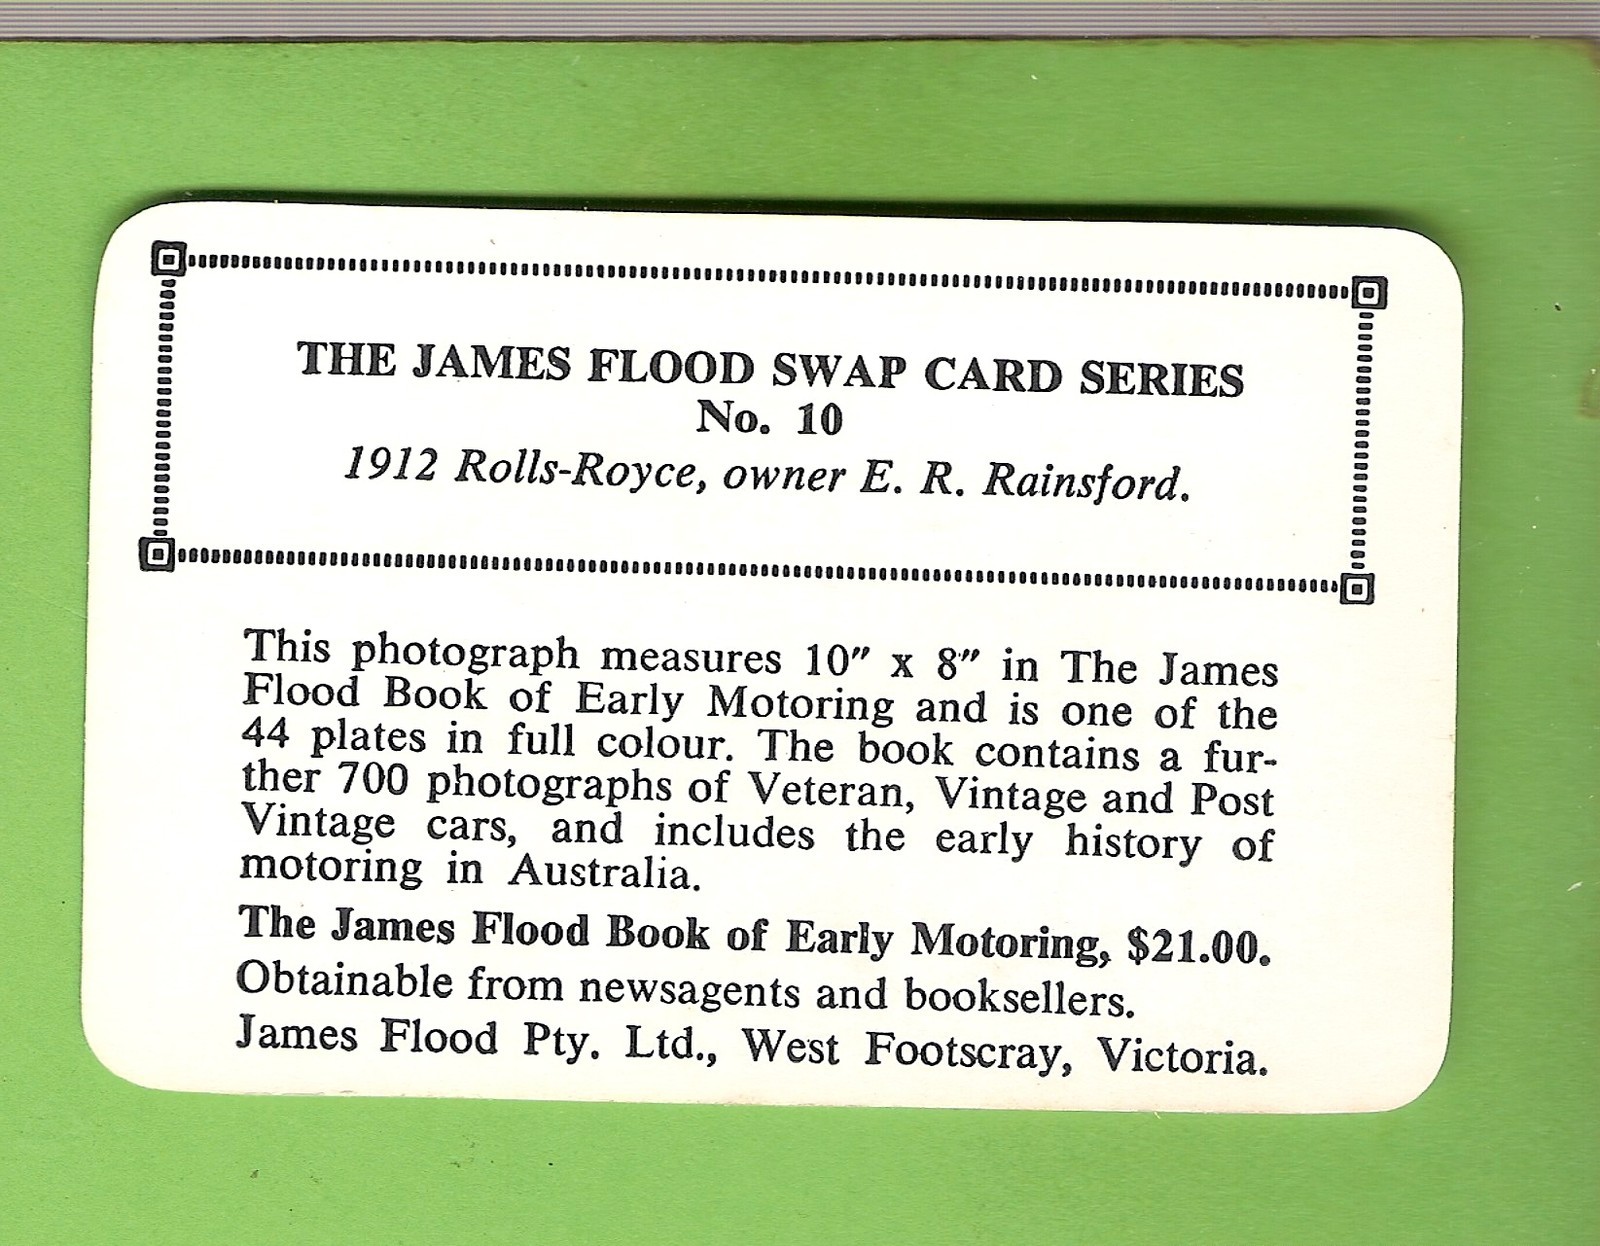 THE JAMES FLOOD SWAP CARD SERIES
No. 10
1912 Rolls-Royce, owner E. R. Rainsford.
This photograph measures 10″ x 8″ in The James
Flood Book of Early Motoring and is one of the
44 plates in full colour. The book contains a fur-
ther 700 photographs of Veteran, Vintage and Post
Vintage cars, and includes the early history of
motoring in Australia.
The James Flood Book of Early Motoring, $21.00.
Obtainable from newsagents and booksellers.
James Flood Pty. Ltd., West Footscray, Victoria.